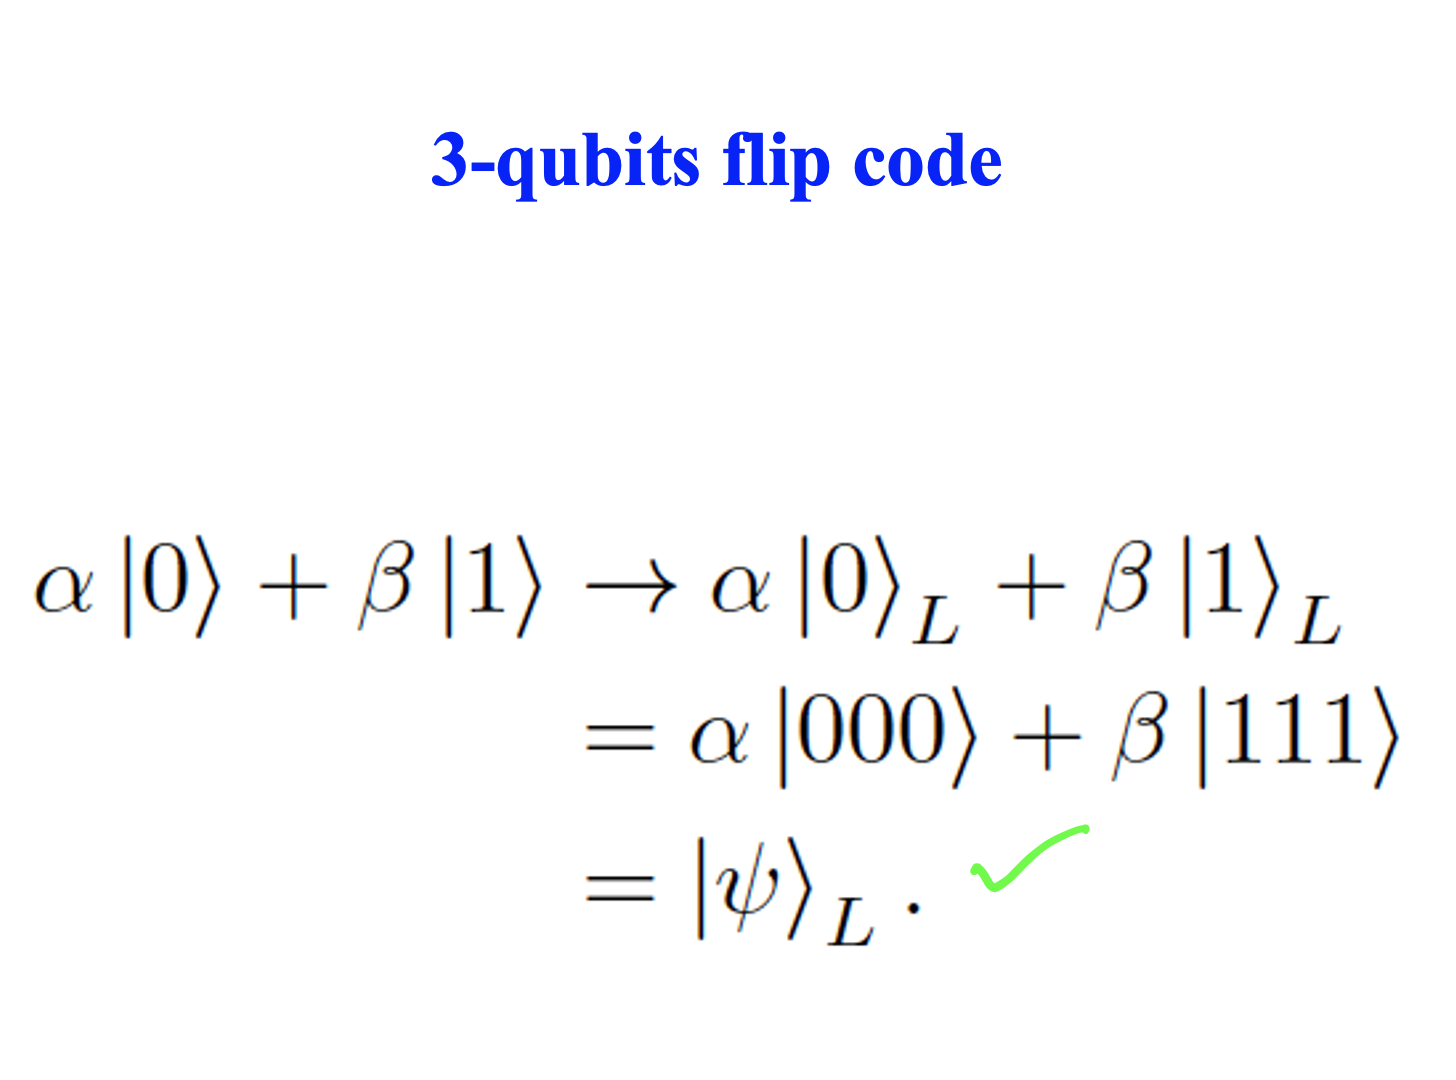 3-qubits flip code
α |0⟩ + β |1⟩ → α |0⟩_L + β |1⟩_L
= α |000⟩ + β |111⟩
= |ψ⟩_L .